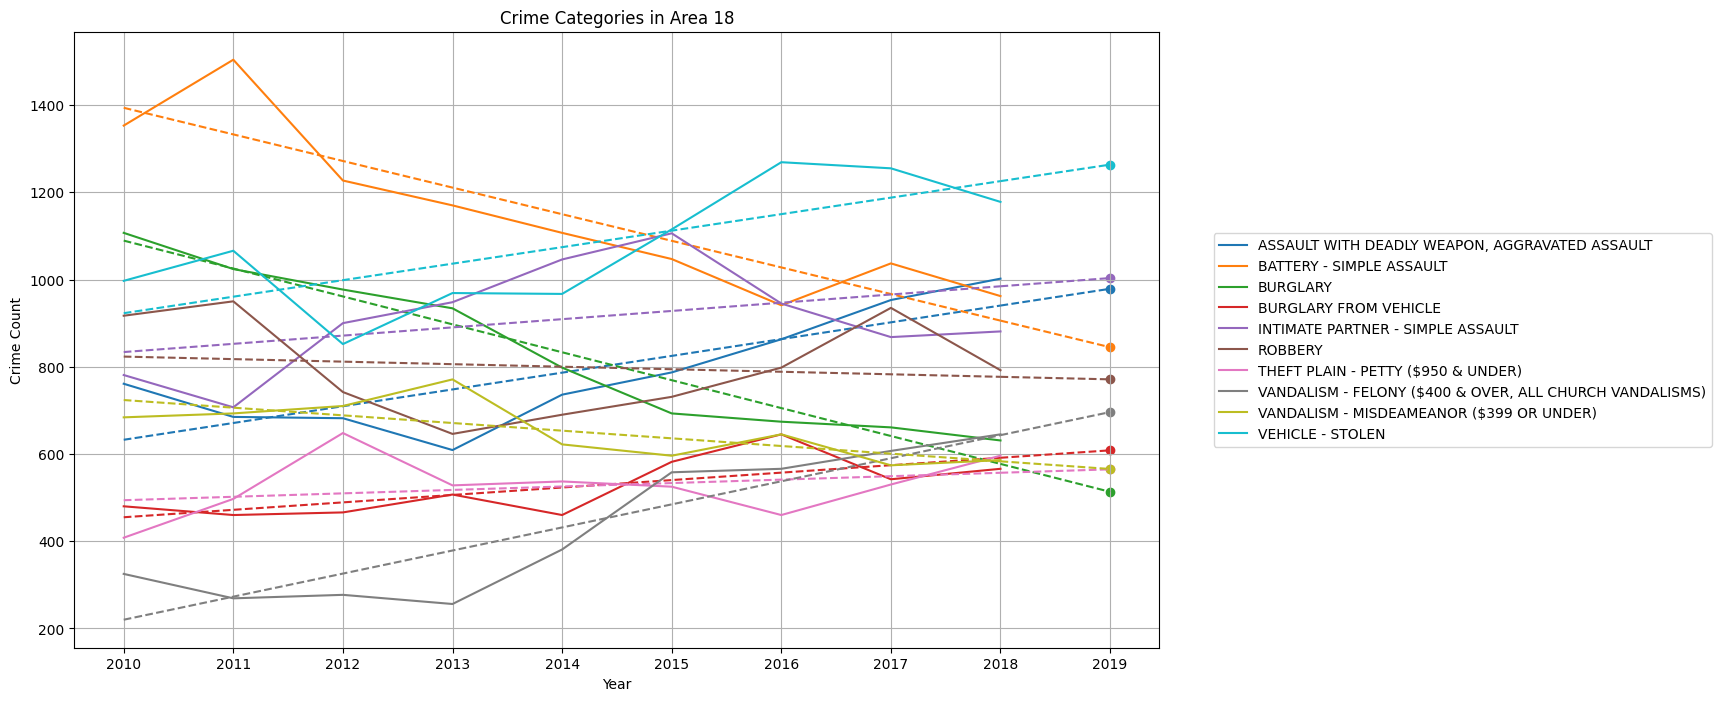 Crime Categories in Area 18
1400
1200
1000
800
600
400
200
Crime Count
2010 2011 2012 2013 2014 2015 2016 2017 2018 2019
Year
ASSAULT WITH DEADLY WEAPON, AGGRAVATED ASSAULT
BATTERY - SIMPLE ASSAULT
BURGLARY
BURGLARY FROM VEHICLE
INTIMATE PARTNER - SIMPLE ASSAULT
ROBBERY
THEFT PLAIN - PETTY ($950 & UNDER)
VANDALISM - FELONY ($400 & OVER, ALL CHURCH VANDALISMS)
VANDALISM - MISDEAMEANOR ($399 OR UNDER)
VEHICLE - STOLEN